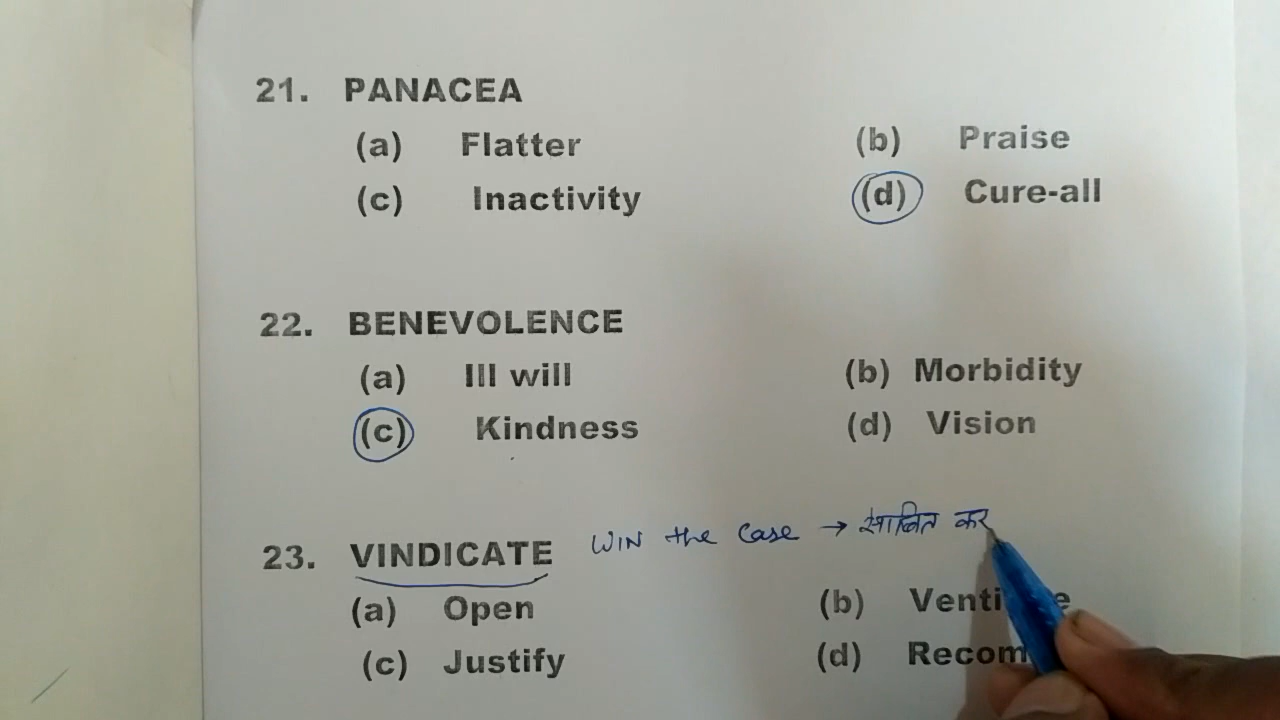 21. PANACEA
(a) Flatter (b) Praise
(c) Inactivity (d) Cure-all
22. BENEVOLENCE
(a) Ill will (b) Morbidity
(c) Kindness (d) Vision
23. VINDICATE WIN the case → साबित कर
(a) Open (b)
(c) Justify (d)